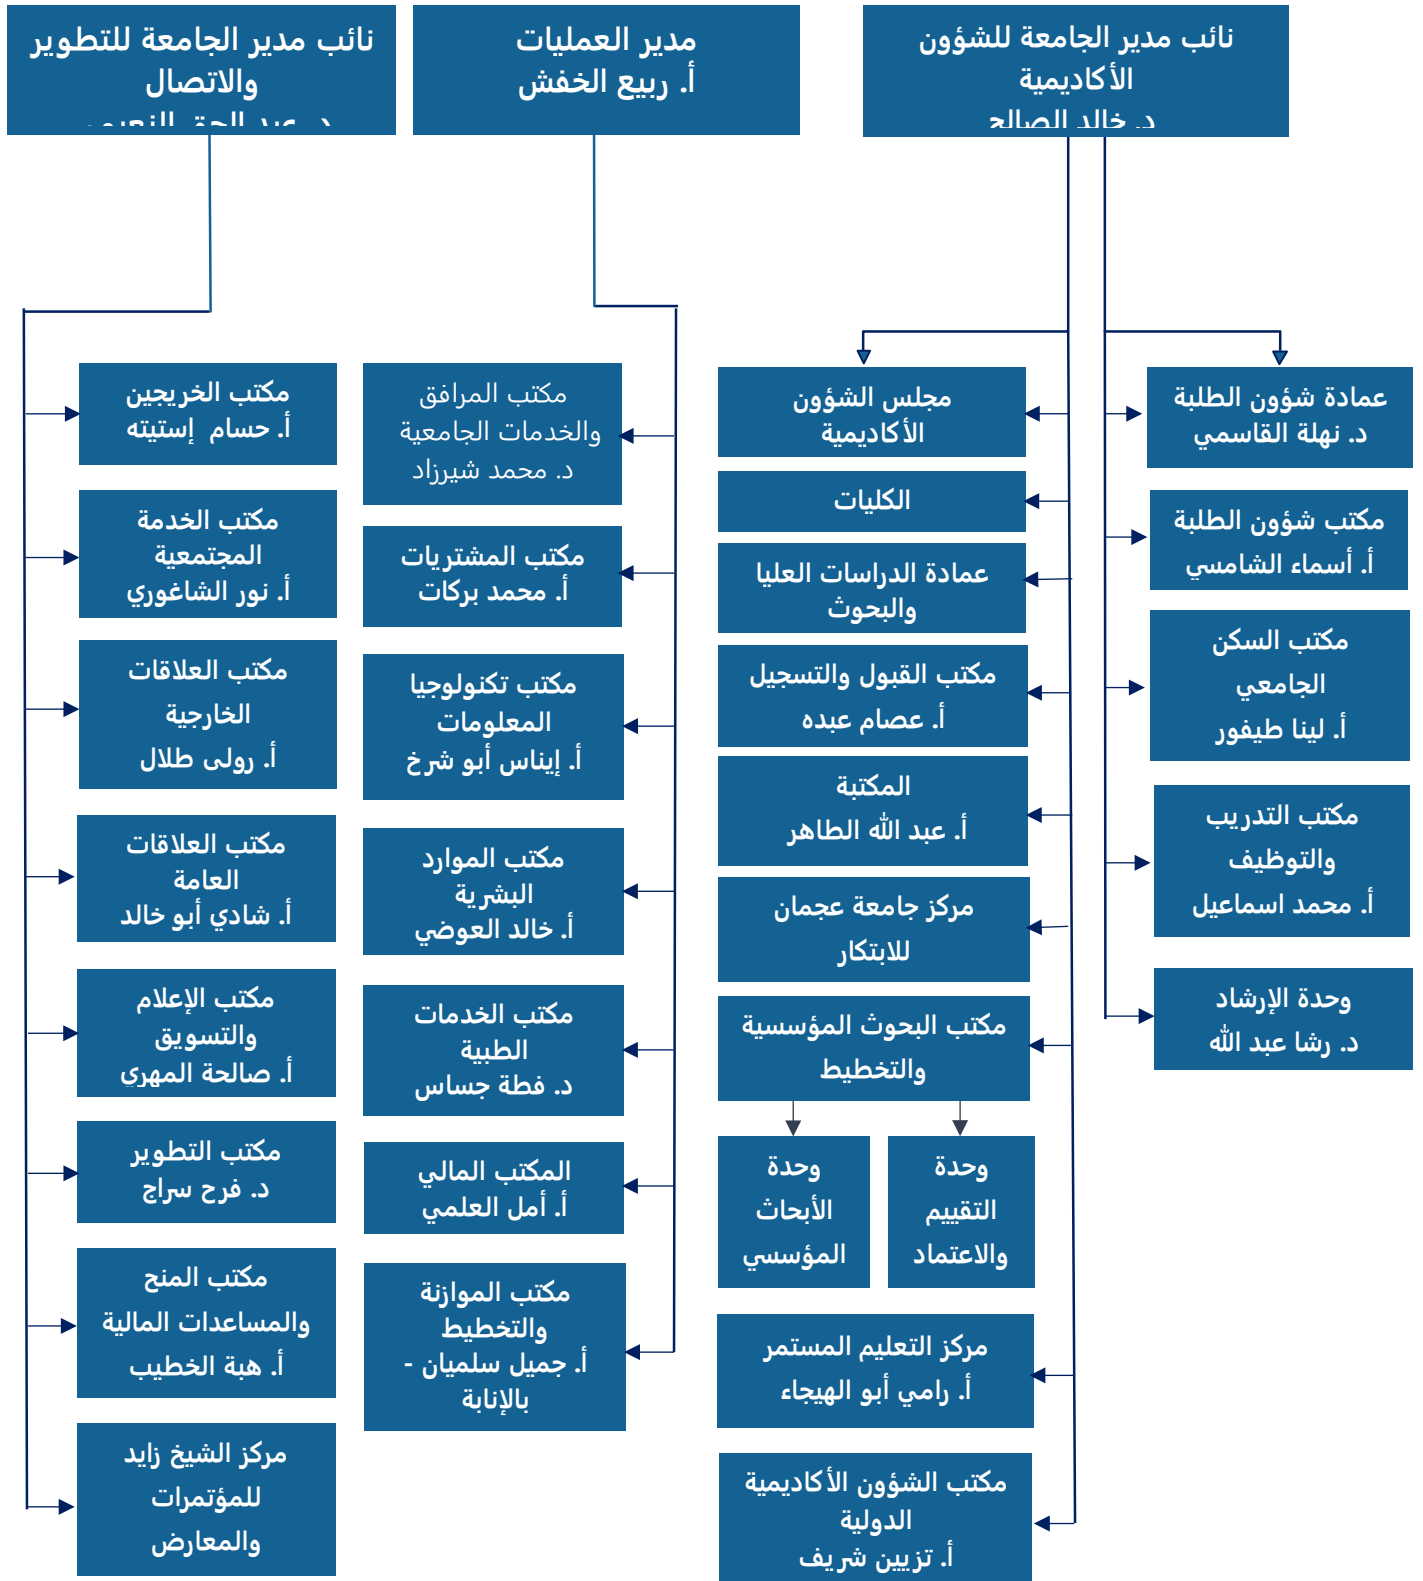 نائب مدير الجامعة للشؤون
الأكاديمية
د. خالد الصالح
مدير العمليات
أ. ربيع الخفش
نائب مدير الجامعة للتطوير
والاتصال
د. عبد الحق النعيمي
عمادة شؤون الطلبة
د. نهلة القاسمي
مكتب شؤون الطلبة
أ. أسماء الشامسي
مكتب السكن
الجامعي
أ. لينا طيفور
مكتب التدريب
والتوظيف
أ. محمد اسماعيل
وحدة الإرشاد
د. رشا عبد الله
مجلس الشؤون
الأكاديمية
الكليات
عمادة الدراسات العليا
والبحوث
مكتب القبول والتسجيل
أ. عصام عبده
المكتبة
أ. عبد الله الطاهر
مركز جامعة عجمان
للابتكار
مكتب البحوث المؤسسية
والتخطيط
وحدة
التقييم
والاعتماد
وحدة
الأبحاث
المؤسسي
مركز التعليم المستمر
أ. رامي أبو الهيجاء
مكتب الشؤون الأكاديمية
الدولية
أ. تزيين شريف
مكتب المرافق
والخدمات الجامعية
د. محمد شيرزاد
مكتب المشتريات
أ. محمد بركات
مكتب تكنولوجيا
المعلومات
أ. إيناس أبو شرخ
مكتب الموارد
البشرية
أ. خالد العوضي
مكتب الخدمات
الطبية
د. فطة جساس
المكتب المالي
أ. أمل العلمي
مكتب الموازنة
والتخطيط
أ. جميل سلميان -
بالإنابة
مكتب الخريجين
أ. حسام إستيته
مكتب الخدمة
المجتمعية
أ. نور الشاغوري
مكتب العلاقات
الخارجية
أ. رولى طلال
مكتب العلاقات
العامة
أ. شادي أبو خالد
مكتب الإعلام
والتسويق
أ. صالحة المهري
مكتب التطوير
د. فرح سراج
مكتب المنح
والمساعدات المالية
أ. هبة الخطيب
مركز الشيخ زايد
للمؤتمرات
والمعارض